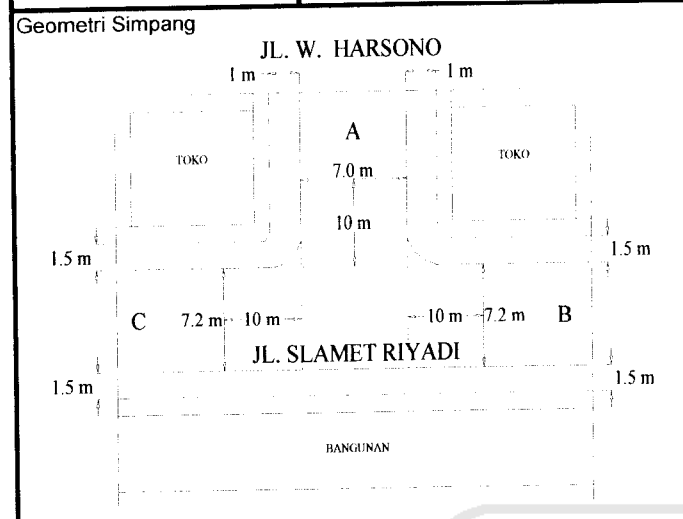 Geometri Simpang
JL. W. HARSONO
1 m 1 m
A
TOKO TOKO
7.0 m
10 m
1.5 m 1.5 m
C 7.2 m 10 m 10 m 7.2 m B
JL. SLAMET RIYADI
1.5 m 1.5 m
BANGUNAN